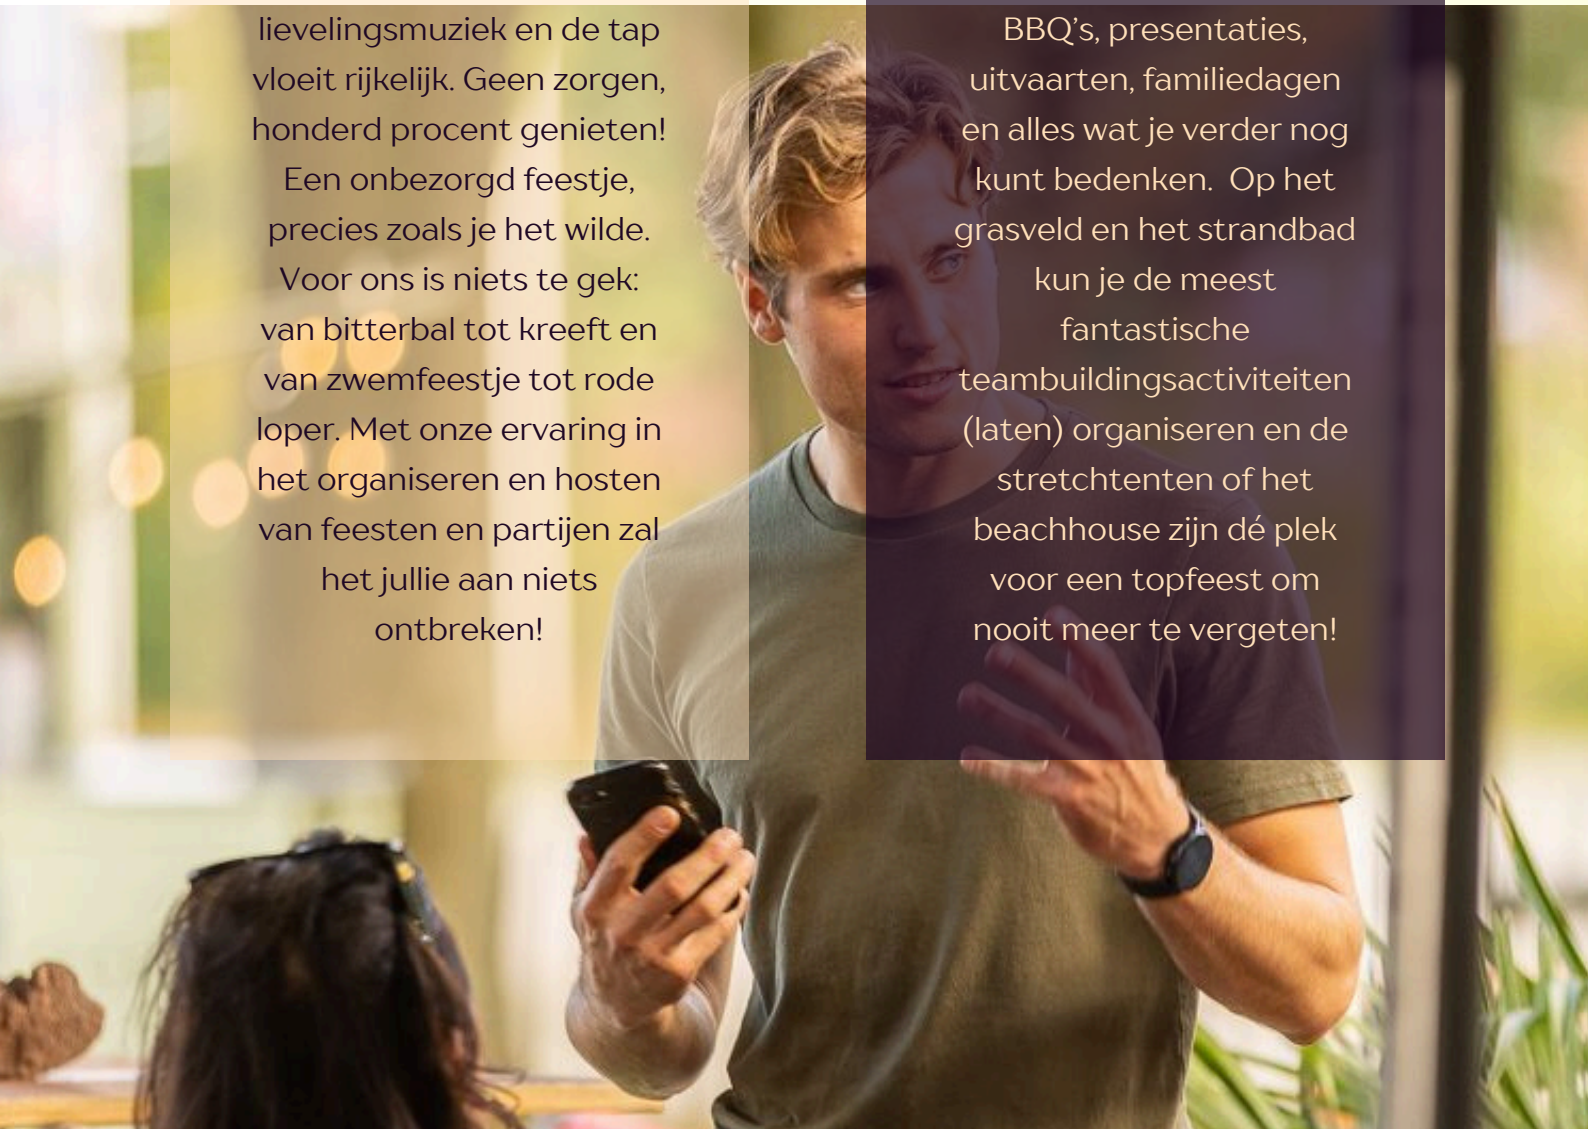 lievelingsmuziek en de tap
vloeit rijkelijk. Geen zorgen,
honderd procent genieten!
Een onbezorgd feestje,
precies zoals je het wilde.
Voor ons is niets te gek:
van bitterbal tot kreeft en
van zwemfeestje tot rode
loper. Met onze ervaring in
het organiseren en hosten
van feesten en partijen zal
het jullie aan niets
ontbreken!
BBQ’s, presentaties,
uitvaarten, familiedagen
en alles wat je verder nog
kunt bedenken.  Op het
grasveld en het strandbad
kun je de meest
fantastische
teambuildingsactiviteiten
(laten) organiseren en de
stretchtenten of het
beachhouse zijn dé plek
voor een topfeest om
nooit meer te vergeten!